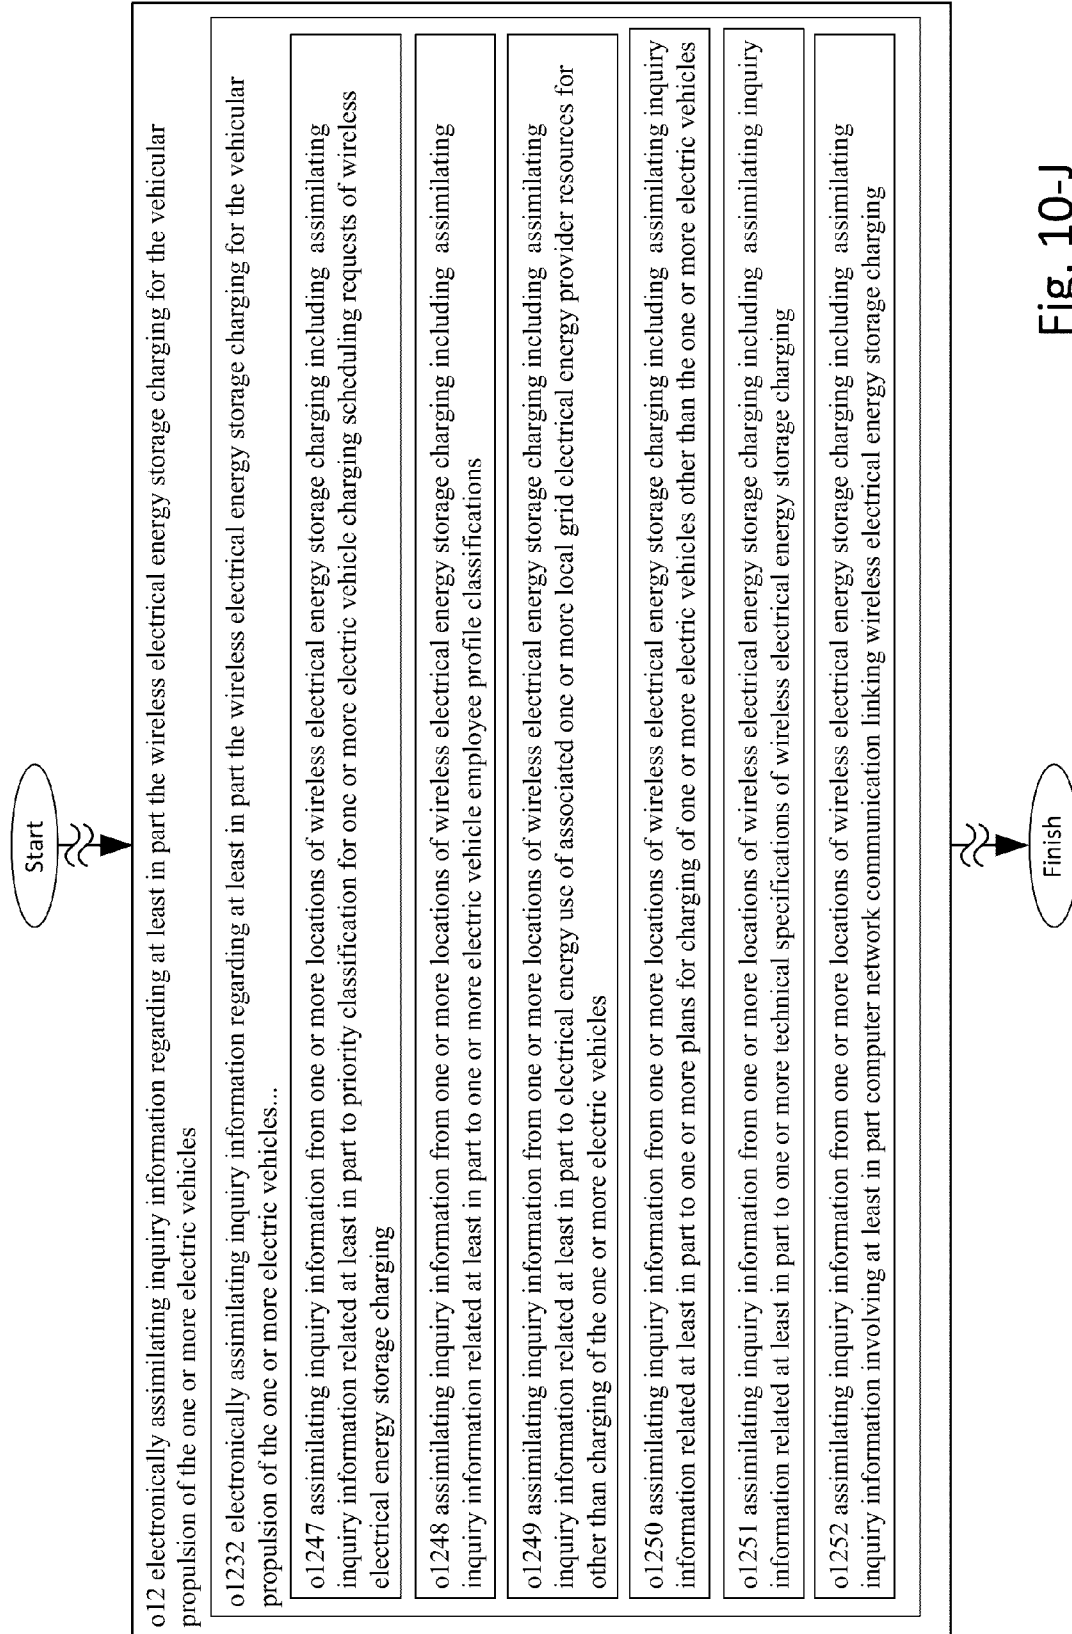 Start
o12 electronically assimilating inquiry information regarding at least in part the wireless electrical energy storage charging for the vehicular
propulsion of the one or more electric vehicles
o1232 electronically assimilating inquiry information regarding at least in part the wireless electrical energy storage charging for the vehicular
propulsion of the one or more electric vehicles...
o1247 assimilating inquiry information from one or more locations of wireless electrical energy storage charging including assimilating
inquiry information related at least in part to priority classification for one or more electric vehicle charging scheduling requests of wireless
electrical energy storage charging
o1248 assimilating inquiry information from one or more locations of wireless electrical energy storage charging including assimilating
inquiry information related at least in part to one or more electric vehicle employee profile classifications
o1249 assimilating inquiry information from one or more locations of wireless electrical energy storage charging including assimilating
inquiry information related at least in part to electrical energy use of associated one or more local grid electrical energy provider resources for
other than charging of the one or more electric vehicles
o1250 assimilating inquiry information from one or more locations of wireless electrical energy storage charging including assimilating inquiry
information related at least in part to one or more plans for charging of one or more electric vehicles other than the one or more electric vehicles
o1251 assimilating inquiry information from one or more locations of wireless electrical energy storage charging including assimilating inquiry
information related at least in part to one or more technical specifications of wireless electrical energy storage charging
o1252 assimilating inquiry information from one or more locations of wireless electrical energy storage charging including assimilating
inquiry information involving at least in part computer network communication linking wireless electrical energy storage charging
Finish
Fig. 10-J